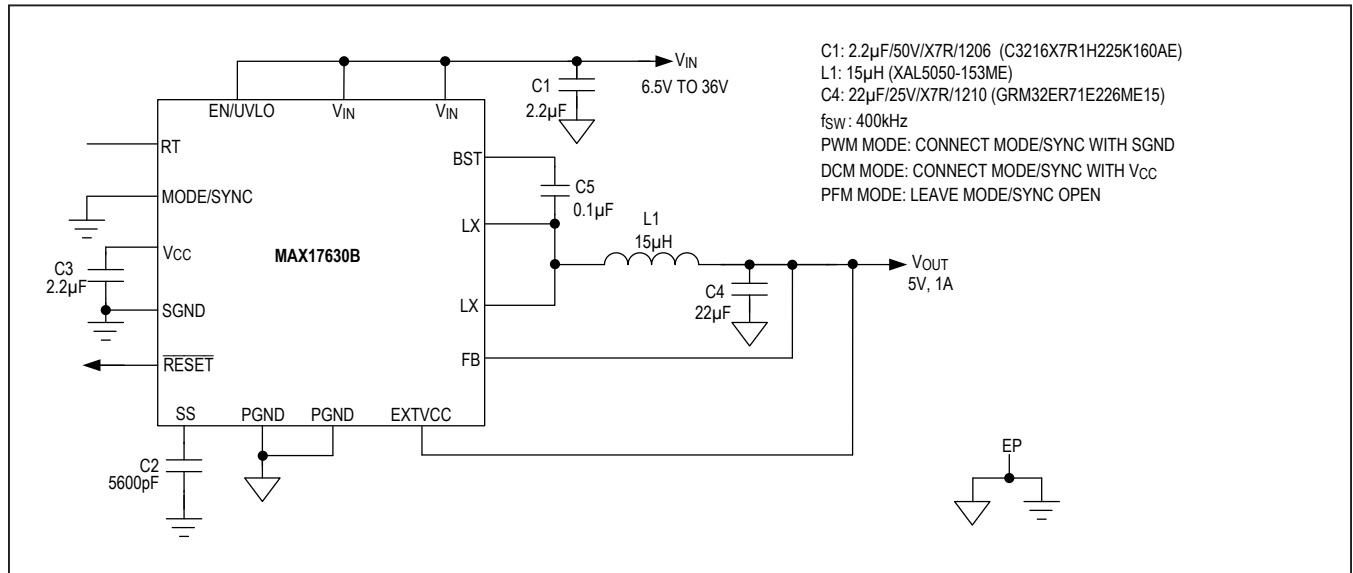 C1: 2.2µF/50V/X7R/1206 (C3216X7R1H225K160AE)
L1: 15µH (XAL5050-153ME)
C4: 22µF/25V/X7R/1210 (GRM32ER71E226ME15)
fSW : 400kHz
PWM MODE: CONNECT MODE/SYNC WITH SGND
DCM MODE: CONNECT MODE/SYNC WITH VCC
PFM MODE: LEAVE MODE/SYNC OPEN
VIN
6.5V TO 36V
C1
2.2µF
EN/UVLO
VIN
VIN
RT
BST
MODE/SYNC
C5
0.1µF
LX
L1
15µH
VCC
MAX17630B
C3
2.2µF
VOUT
5V, 1A
C4
22µF
SGND
LX
RESET
FB
SS
PGND
PGND
EXTVCC
C2
5600pF
EP